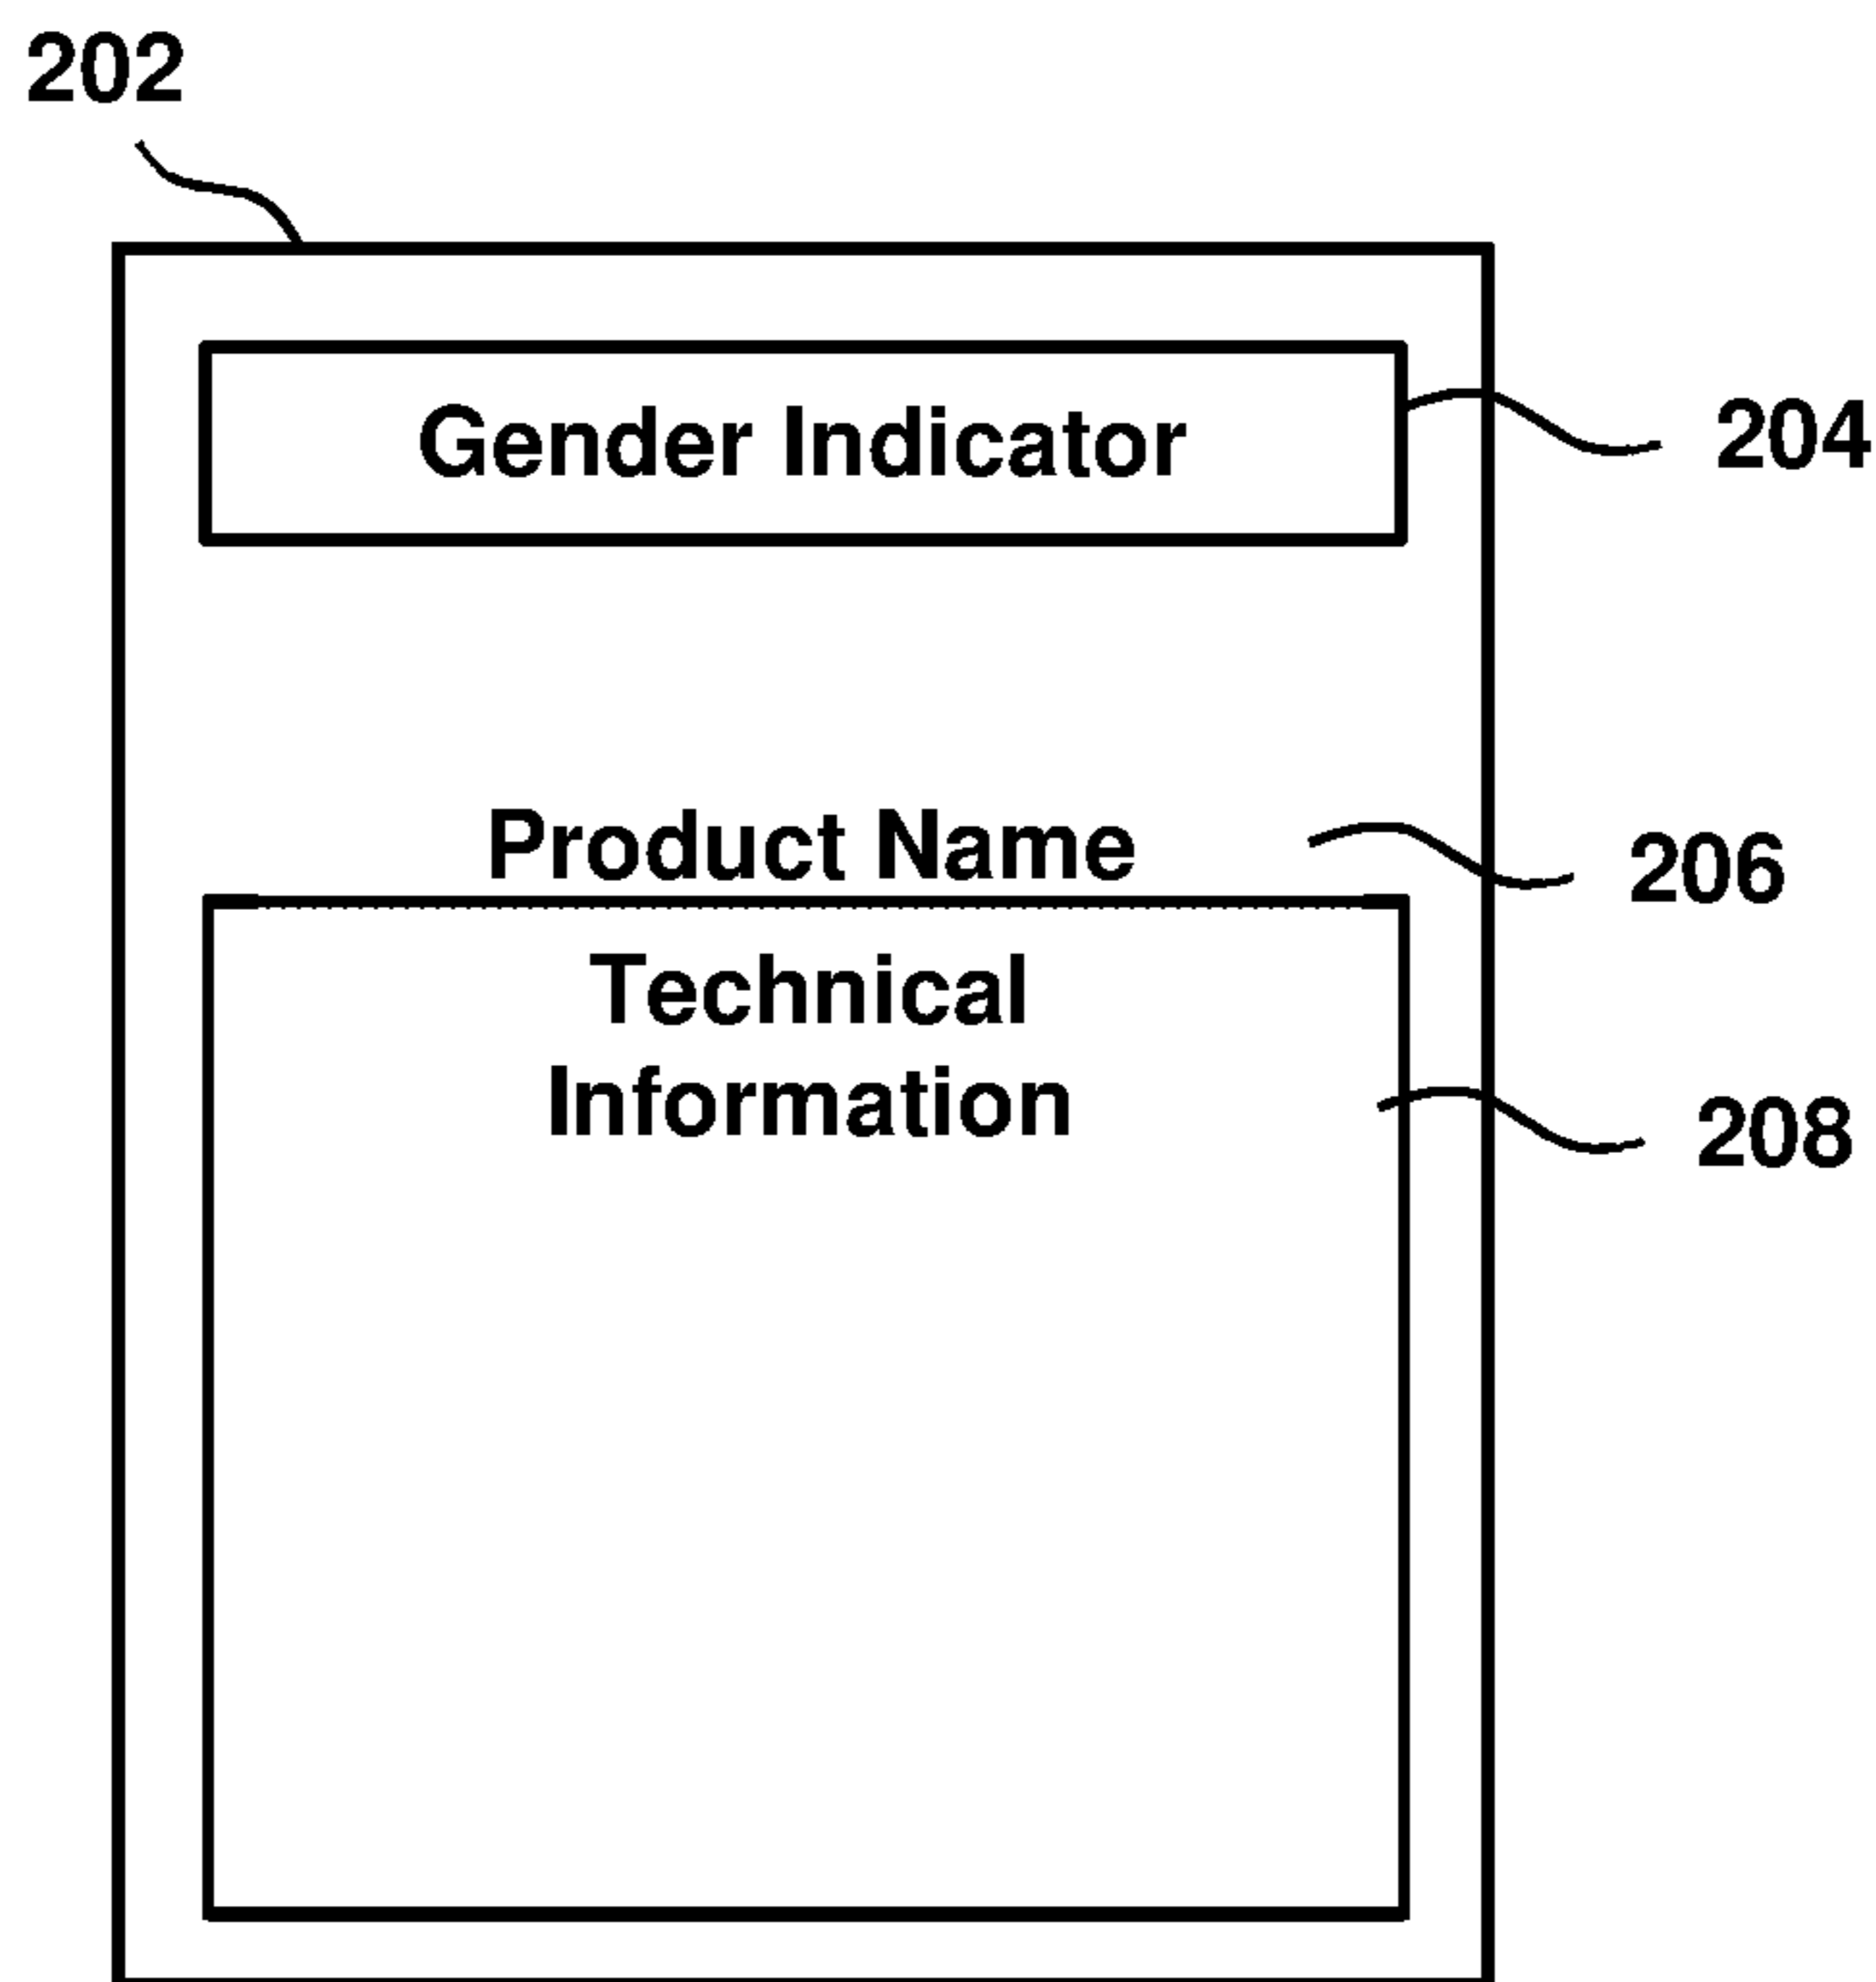 202
Gender Indicator
204
Product Name
206
Technical
Information
208